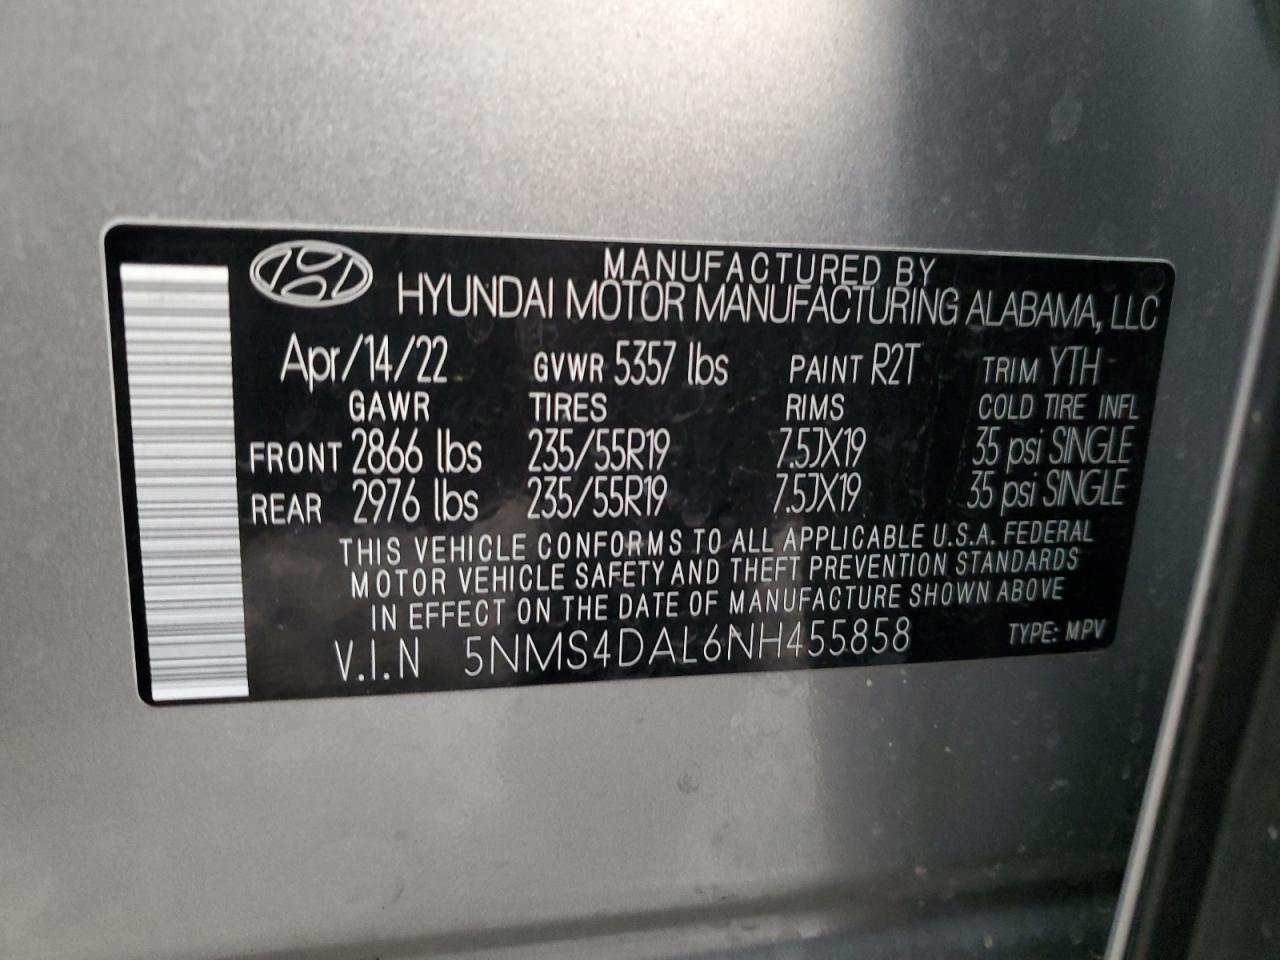 MANUFACTURED BY
HYUNDAI MOTOR MANUFACTURING ALABAMA, LLC
Apr/14/22 GVWR 5357 lbs PAINT R2T TRIM YTH
GAWR TIRES RIMS COLD TIRE INFL
FRONT 2866 lbs 235/55R19 7.5JX19 35 psi SINGLE
REAR 2976 lbs 235/55R19 7.5JX19 35 psi SINGLE
THIS VEHICLE CONFORMS TO ALL APPLICABLE U.S.A. FEDERAL
MOTOR VEHICLE SAFETY AND THEFT PREVENTION STANDARDS
IN EFFECT ON THE DATE OF MANUFACTURE SHOWN ABOVE
V.I.N 5NMS4DAL6NH455858 TYPE: MPV